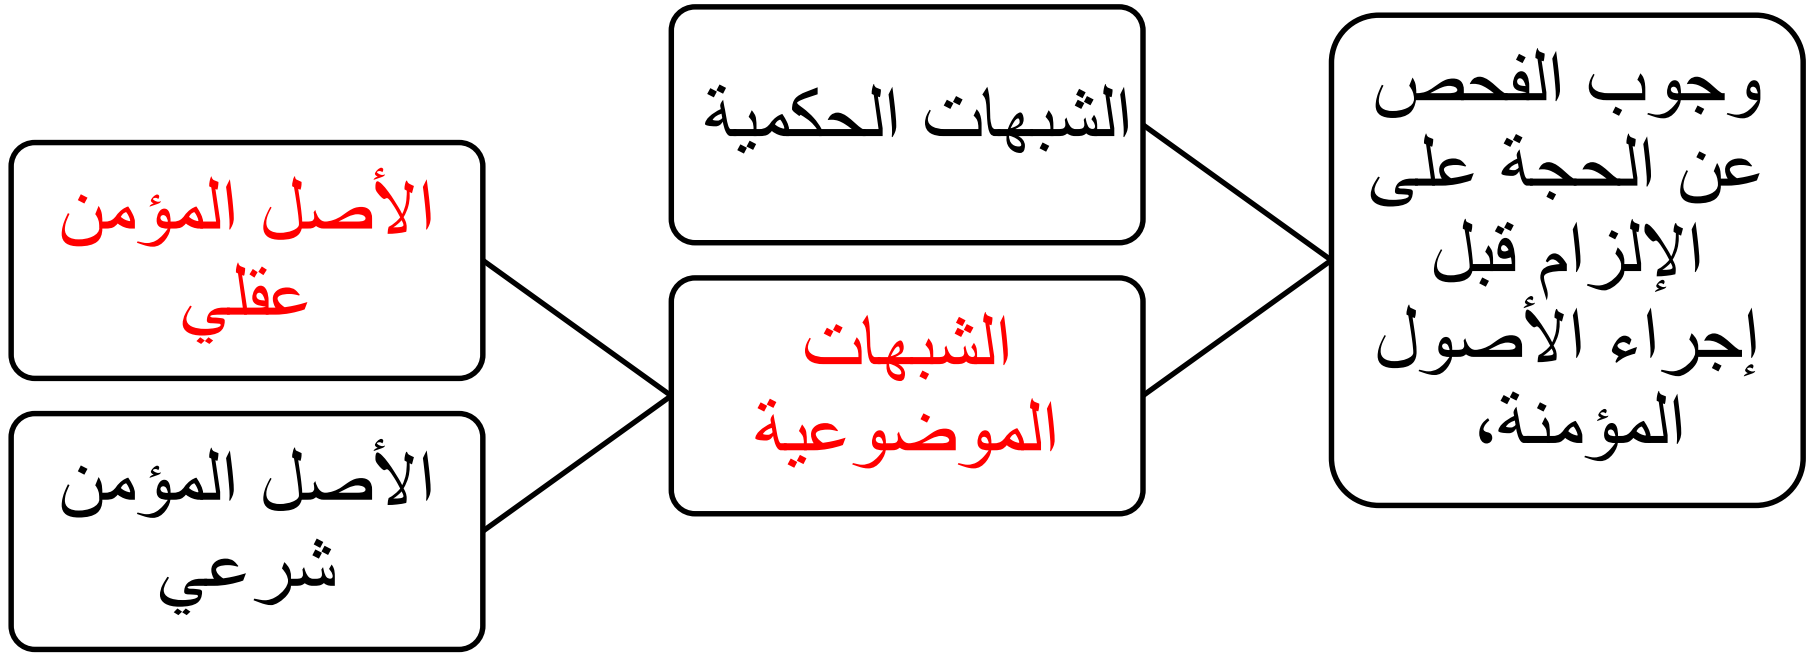 وجوب الفحص
عن الحجة على
الإلزام قبل
إجراء الأصول
المؤمنة،
الشبهات الحكمية
الشبهات
الموضوعية
الأصل المؤمن
عقلي
الأصل المؤمن
شرعي